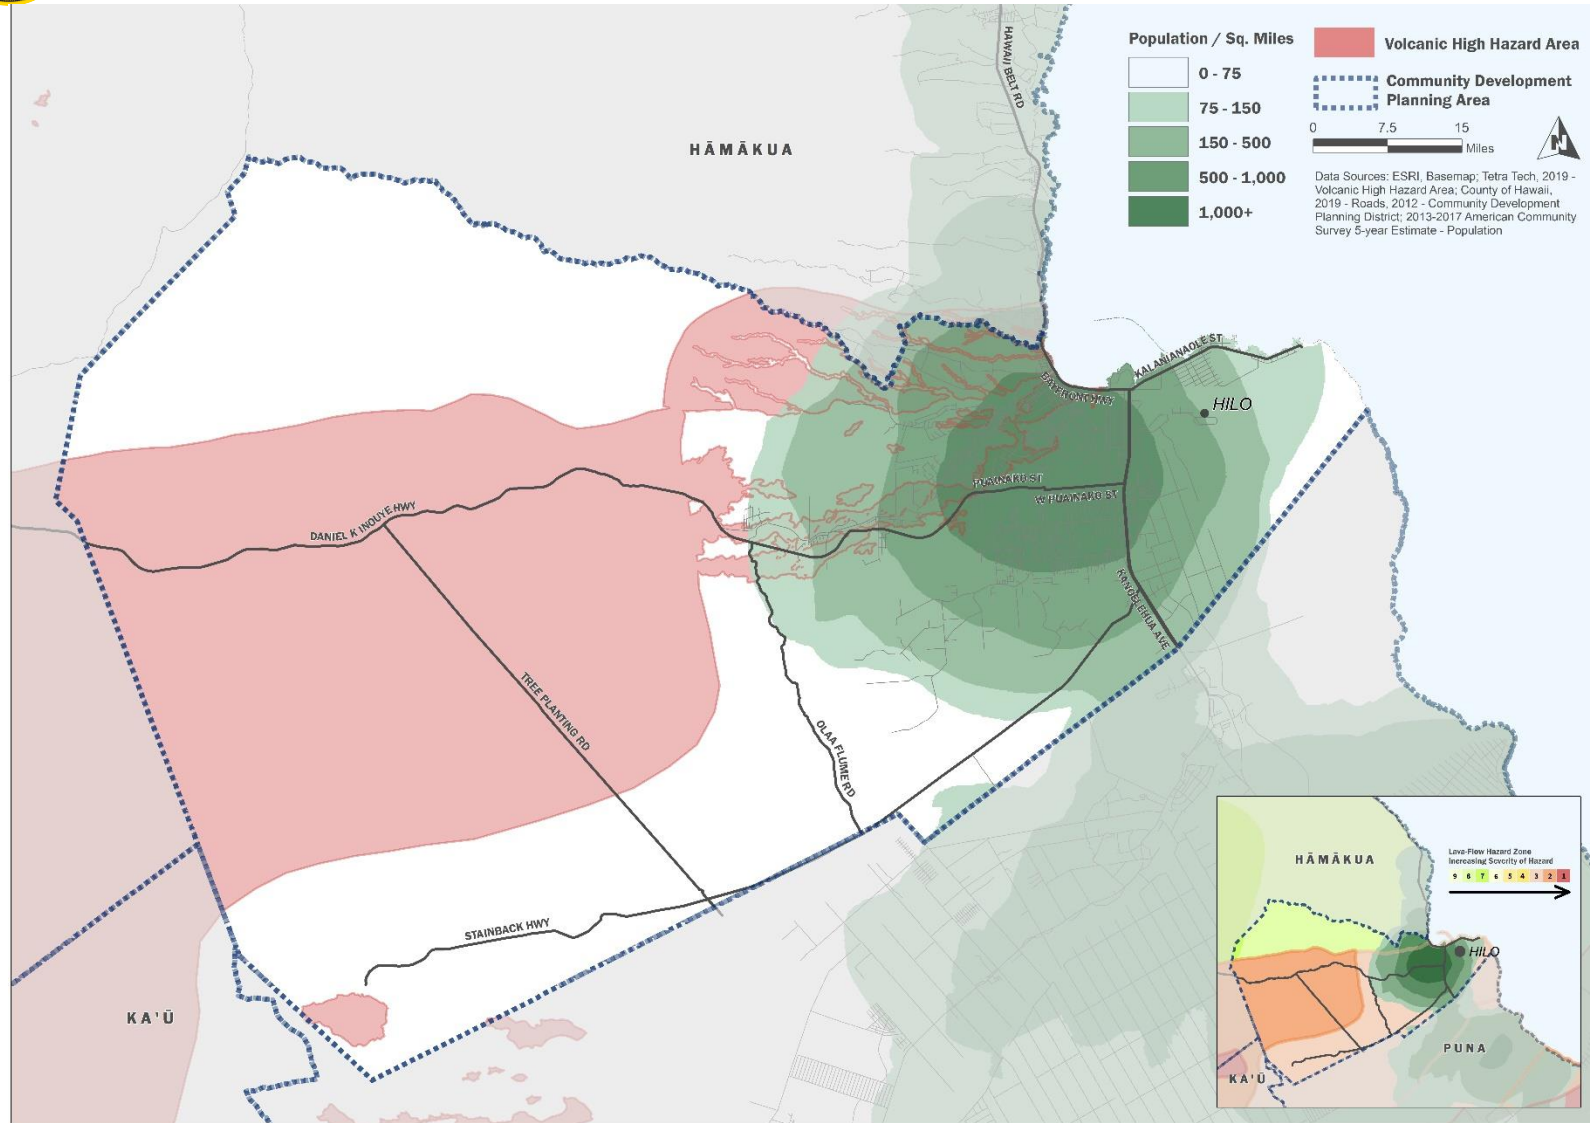 Population / Sq. Miles
0 - 75
75 - 150
150 - 500
500 - 1,000
1,000+
Volcanic High Hazard Area
Community Development
Planning Area
0 7.5 15
Miles
N
Data Sources: ESRI, Basemap; Tetra Tech, 2019 -
Volcanic High Hazard Area; County of Hawaii,
2019 - Roads, 2012 - Community Development
Planning District; 2013-2017 American Community
Survey 5-year Estimate - Population
HAWAII BELT RD
HĀMĀKUA
KALANIANAOLE ST
BAYFRONT HWY
HILO
PUAINAKO ST
W PUAINAKO ST
DANIEL K INOUYE HWY
KANOELEHUA AVE
TREE PLANTING RD
OLAA FLUME RD
STAINBACK HWY
KA'Ū
HĀMĀKUA
Lava-Flow Hazard Zone
Increasing Severity of Hazard
9 8 7 6 5 4 3 2 1
HILO
PUNA
KA'Ū